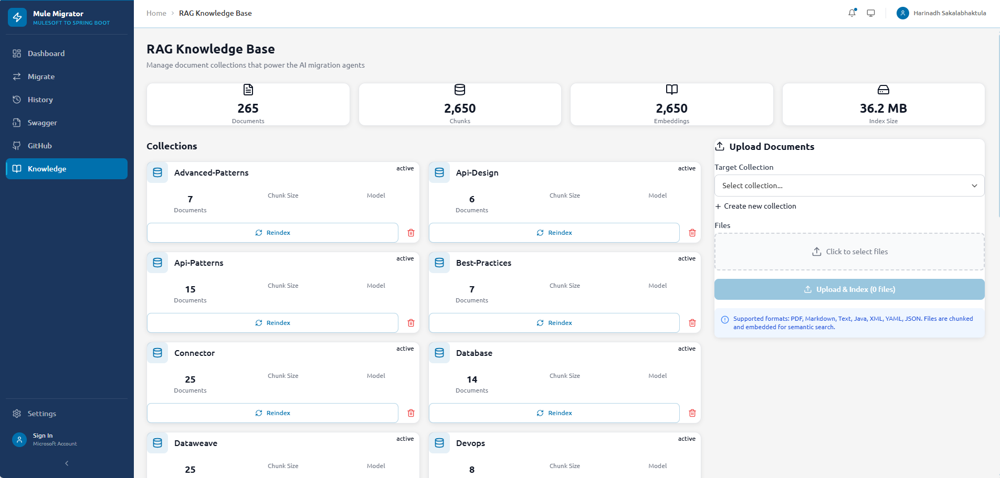 Mule Migrator
MULESOFT TO SPRING BOOT
Dashboard
Migrate
History
Swagger
GitHub
Knowledge
Settings
Sign In
Microsoft Account
Home > RAG Knowledge Base
Harinadh Sakalabhaktula
RAG Knowledge Base
Manage document collections that power the AI migration agents
265
Documents
2,650
Chunks
2,650
Embeddings
36.2 MB
Index Size
Collections
Advanced-Patterns
active
7
Documents
Chunk Size
Model
Reindex
Api-Design
active
6
Documents
Chunk Size
Model
Reindex
Api-Patterns
active
15
Documents
Chunk Size
Model
Reindex
Best-Practices
active
7
Documents
Chunk Size
Model
Reindex
Connector
active
25
Documents
Chunk Size
Model
Reindex
Database
active
14
Documents
Chunk Size
Model
Reindex
Dataweave
active
25
Chunk Size
Model
Devops
active
8
Chunk Size
Model
Upload Documents
Target Collection
Select collection...
+ Create new collection
Files
Click to select files
Upload & Index (0 files)
Supported formats: PDF, Markdown, Text, Java, XML, YAML, JSON. Files are chunked
and embedded for semantic search.